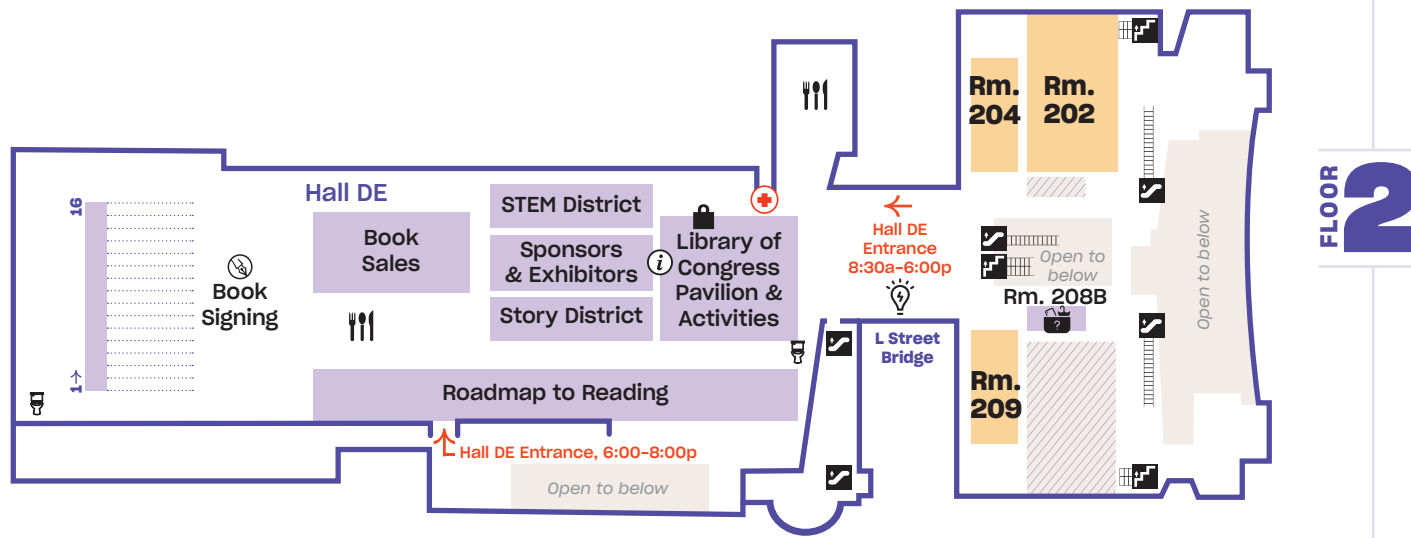 Rm.
204
Rm.
202
FLOOR
2
Hall DE
16
1
Book
Signing
Book
Sales
STEM District
Sponsors
& Exhibitors
Story District
i
Library of
Congress
Pavilion &
Activities
Hall DE
Entrance
8:30a–6:00p
L Street
Bridge
Open to
below
Rm. 208B
?
Open to below
Rm.
209
Roadmap to Reading
Hall DE Entrance, 6:00–8:00p
Open to below